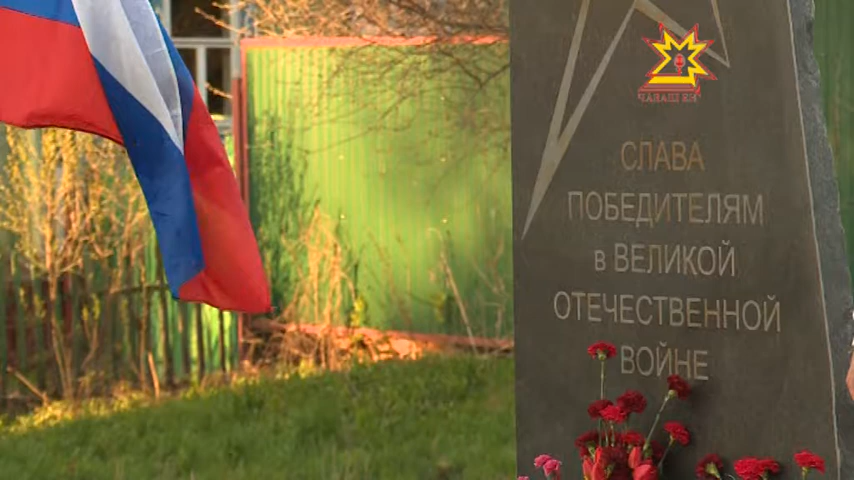 СЛАВА
ПОБЕДИТЕЛЯМ
в ВЕЛИКОЙ
ОТЕЧЕСТВЕННОЙ
ВОЙНЕ